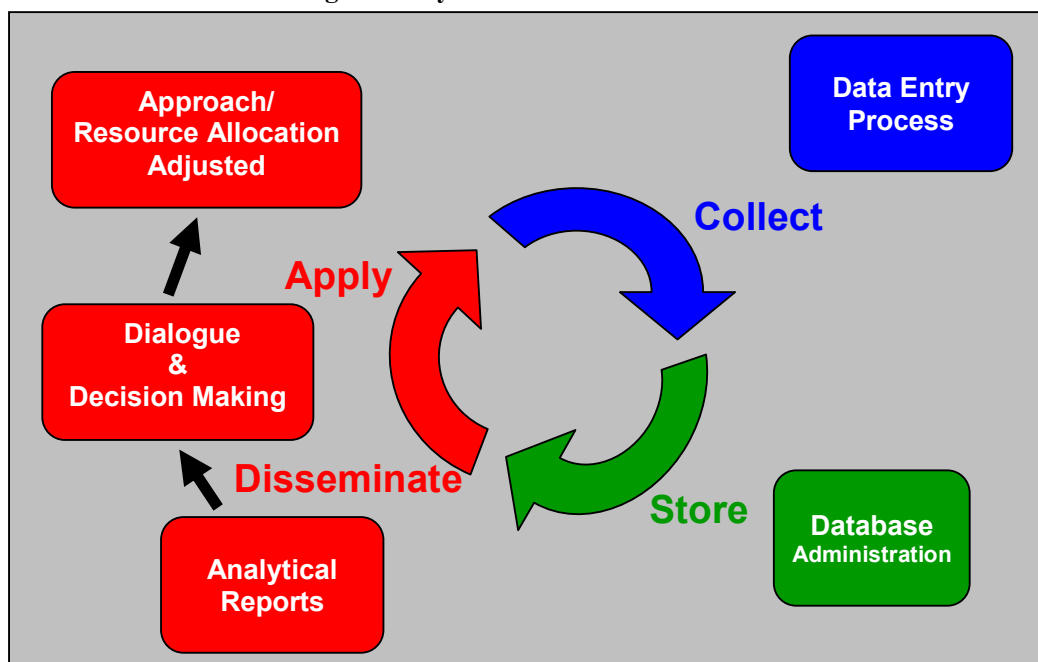 Approach/
Resource Allocation
Adjusted
Data Entry
Process
Collect
Apply
Dialogue
&
Decision Making
Disseminate
Store
Database
Administration
Analytical
Reports